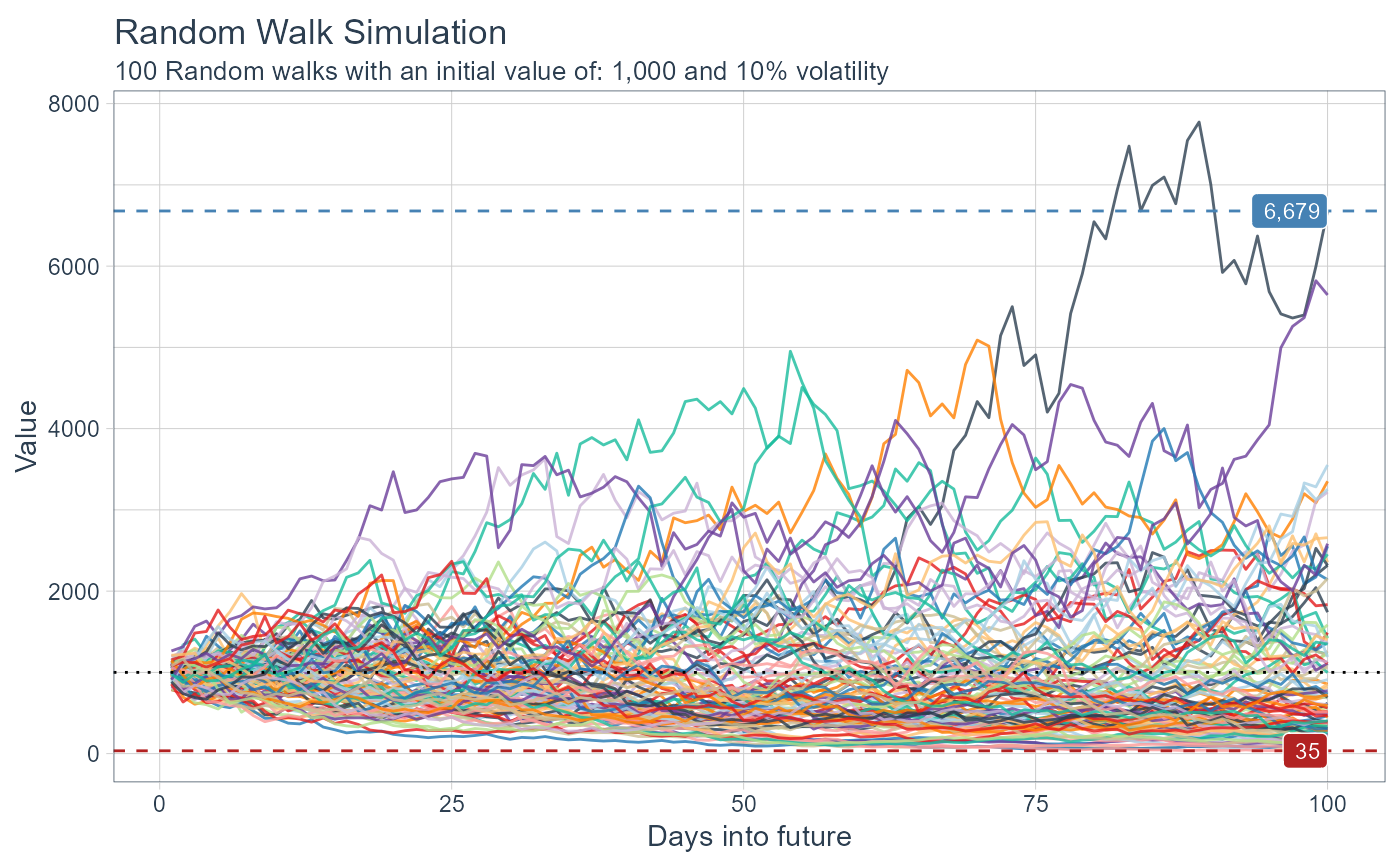 Random Walk Simulation
100 Random walks with an initial value of: 1,000 and 10% volatility
8000
6000
4000
2000
0
Value
6,679
35
0 25 50 75 100
Days into future